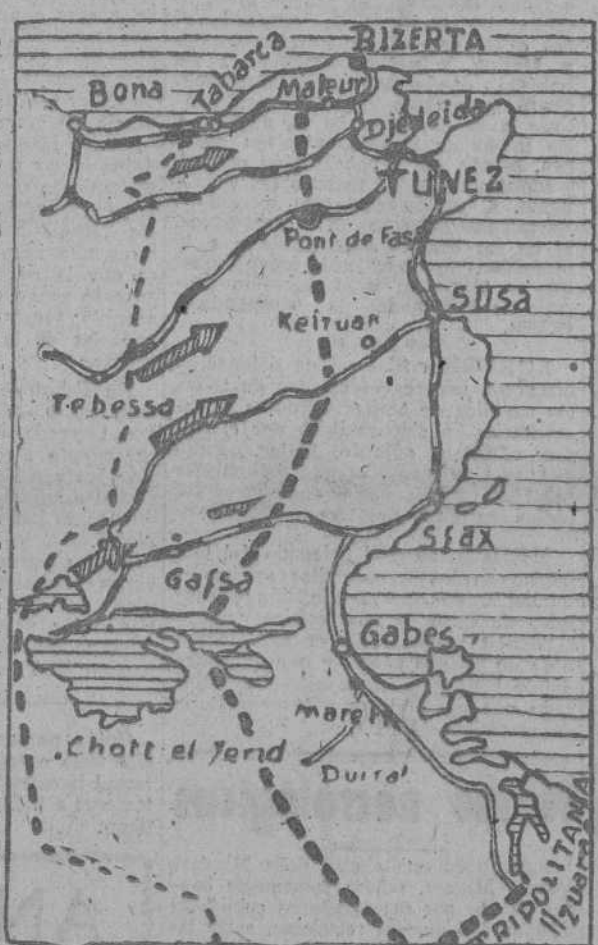 BIZERTA
Tabarca
Bona
Mateur
Djedeida
TUNEZ
Pont de Fas
SUSA
Keiruan
Tebessa
Sfax
Gafsa
Gabes
Mareth
Chott el Yerid
TRIPOLITANIA
Zuara